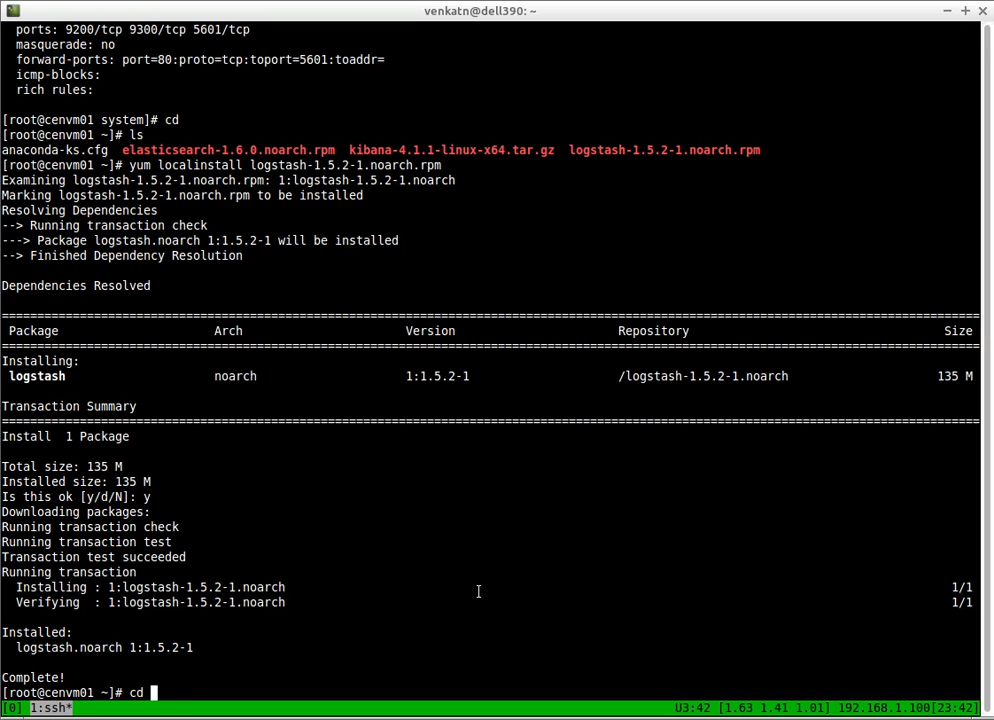 venkatn@dell390: ~
ports: 9200/tcp 9300/tcp 5601/tcp
masquerade: no
forward-ports: port=80:proto=tcp:toport=5601:toaddr=
icmp-blocks:
rich rules:
[root@cenvm01 system]# cd
[root@cenvm01 ~]# ls
anaconda-ks.cfg  elasticsearch-1.6.0.noarch.rpm  kibana-4.1.1-linux-x64.tar.gz  logstash-1.5.2-1.noarch.rpm
[root@cenvm01 ~]# yum localinstall logstash-1.5.2-1.noarch.rpm
Examining logstash-1.5.2-1.noarch.rpm: 1:logstash-1.5.2-1.noarch
Marking logstash-1.5.2-1.noarch.rpm to be installed
Resolving Dependencies
--> Running transaction check
---> Package logstash.noarch 1:1.5.2-1 will be installed
--> Finished Dependency Resolution
Dependencies Resolved
================================================================================
Package  Arch  Version  Repository  Size
================================================================================
Installing:
logstash  noarch  1:1.5.2-1  /logstash-1.5.2-1.noarch  135 M
Transaction Summary
================================================================================
Install  1 Package
Total size: 135 M
Installed size: 135 M
Is this ok [y/d/N]: y
Downloading packages:
Running transaction check
Running transaction test
Transaction test succeeded
Running transaction
Installing : 1:logstash-1.5.2-1.noarch  1/1
Verifying  : 1:logstash-1.5.2-1.noarch  1/1
Installed:
logstash.noarch 1:1.5.2-1
Complete!
[root@cenvm01 ~]# cd
[0] 1:ssh*  U3:42 [1.63 1.41 1.01] 192.168.1.100[23:42]